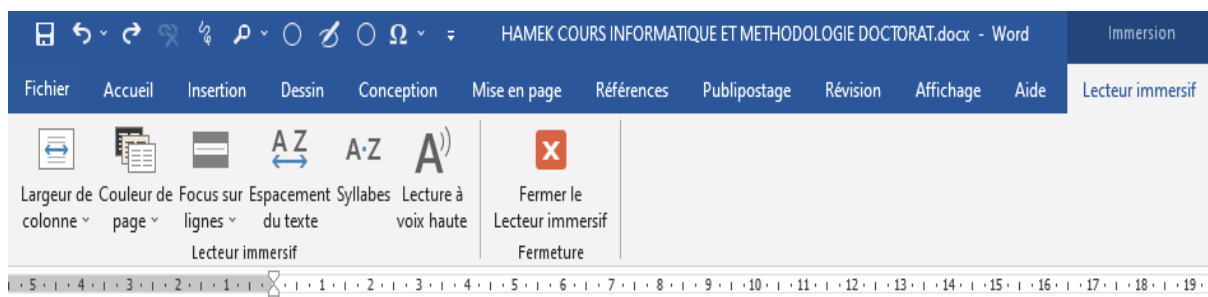 HAMEK COURS INFORMATIQUE ET METHODOLOGIE DOCTORAT.docx - Word Immersion
Fichier Accueil Insertion Dessin Conception Mise en page Références Publipostage Révision Affichage Aide Lecteur immersif
A Z A·Z A
Largeur de Couleur de Focus sur Espacement Syllabes Lecture à Fermer le
colonne page lignes du texte voix haute Lecteur immersif
Lecteur immersif Fermeture
5 4 3 2 1 1 2 3 4 5 6 7 8 9 10 11 12 13 14 15 16 17 18 19